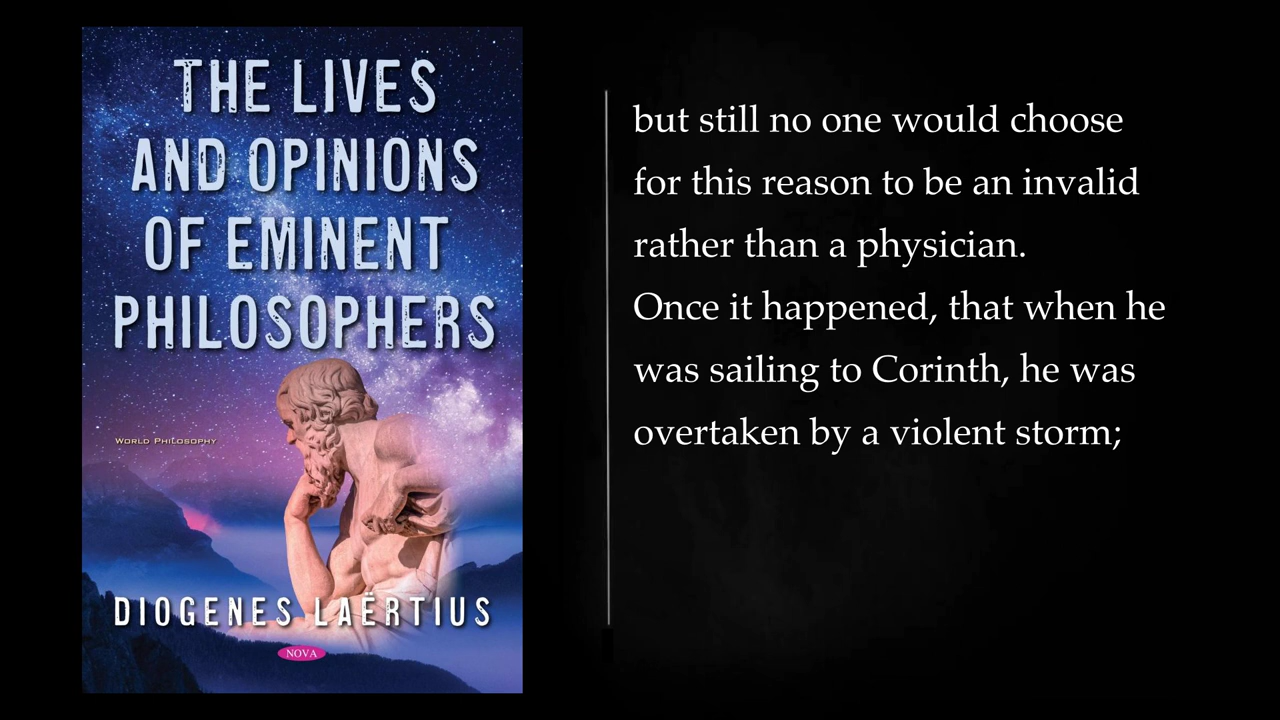 THE LIVES
AND OPINIONS
OF EMINENT
PHILOSOPHERS
WORLD PHILOSOPHY
DIOGENES LAËRTIUS
NOVA
but still no one would choose
for this reason to be an invalid
rather than a physician.
Once it happened, that when he
was sailing to Corinth, he was
overtaken by a violent storm;